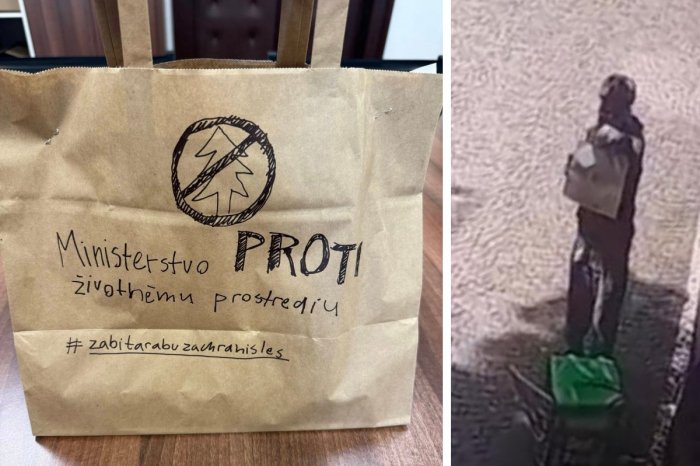 Ministerstvo PROTI
životnému prostrediu
#zabitarabuzachranisles